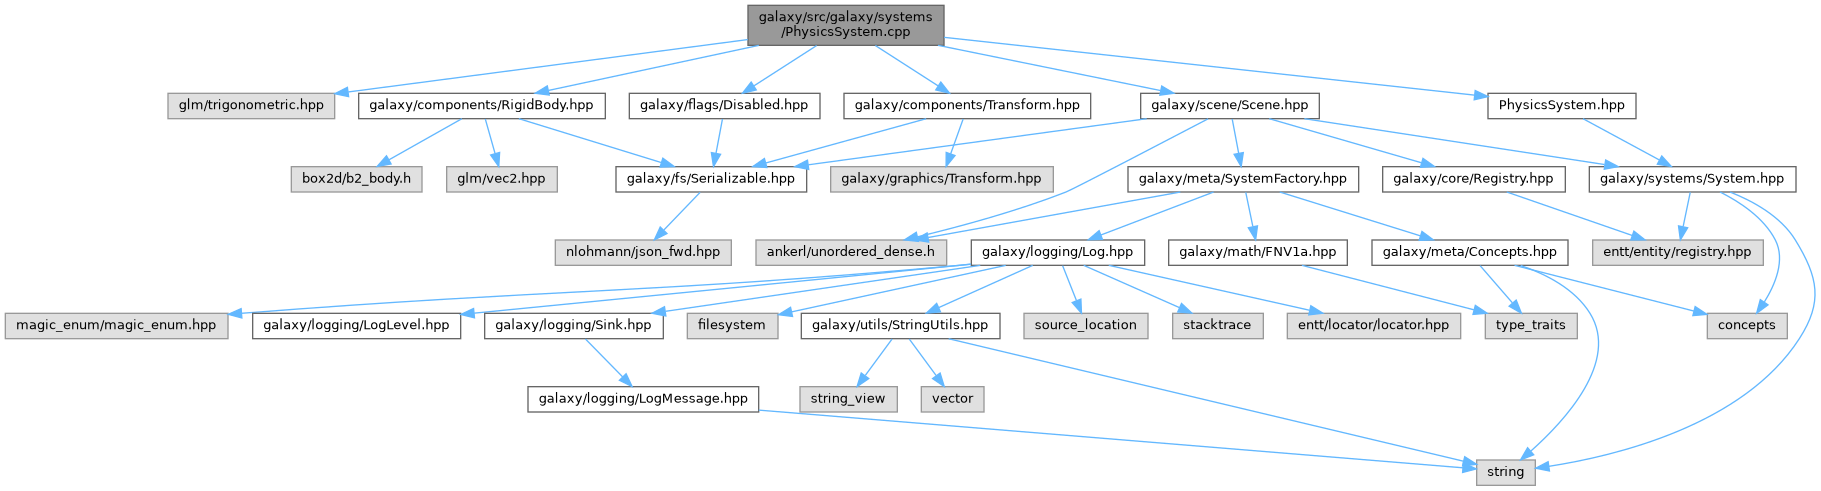 galaxy/src/galaxy/systems
/PhysicsSystem.cpp
glm/trigonometric.hpp
galaxy/components/RigidBody.hpp
galaxy/flags/Disabled.hpp
galaxy/components/Transform.hpp
galaxy/scene/Scene.hpp
PhysicsSystem.hpp
box2d/b2_body.h
glm/vec2.hpp
galaxy/fs/Serializable.hpp
galaxy/graphics/Transform.hpp
galaxy/meta/SystemFactory.hpp
galaxy/core/Registry.hpp
galaxy/systems/System.hpp
nlohmann/json_fwd.hpp
ankerl/unordered_dense.h
galaxy/logging/Log.hpp
galaxy/math/FNV1a.hpp
galaxy/meta/Concepts.hpp
entt/entity/registry.hpp
magic_enum/magic_enum.hpp
galaxy/logging/LogLevel.hpp
galaxy/logging/Sink.hpp
filesystem
galaxy/utils/StringUtils.hpp
source_location
stacktrace
entt/locator/locator.hpp
type_traits
concepts
galaxy/logging/LogMessage.hpp
string_view
vector
string